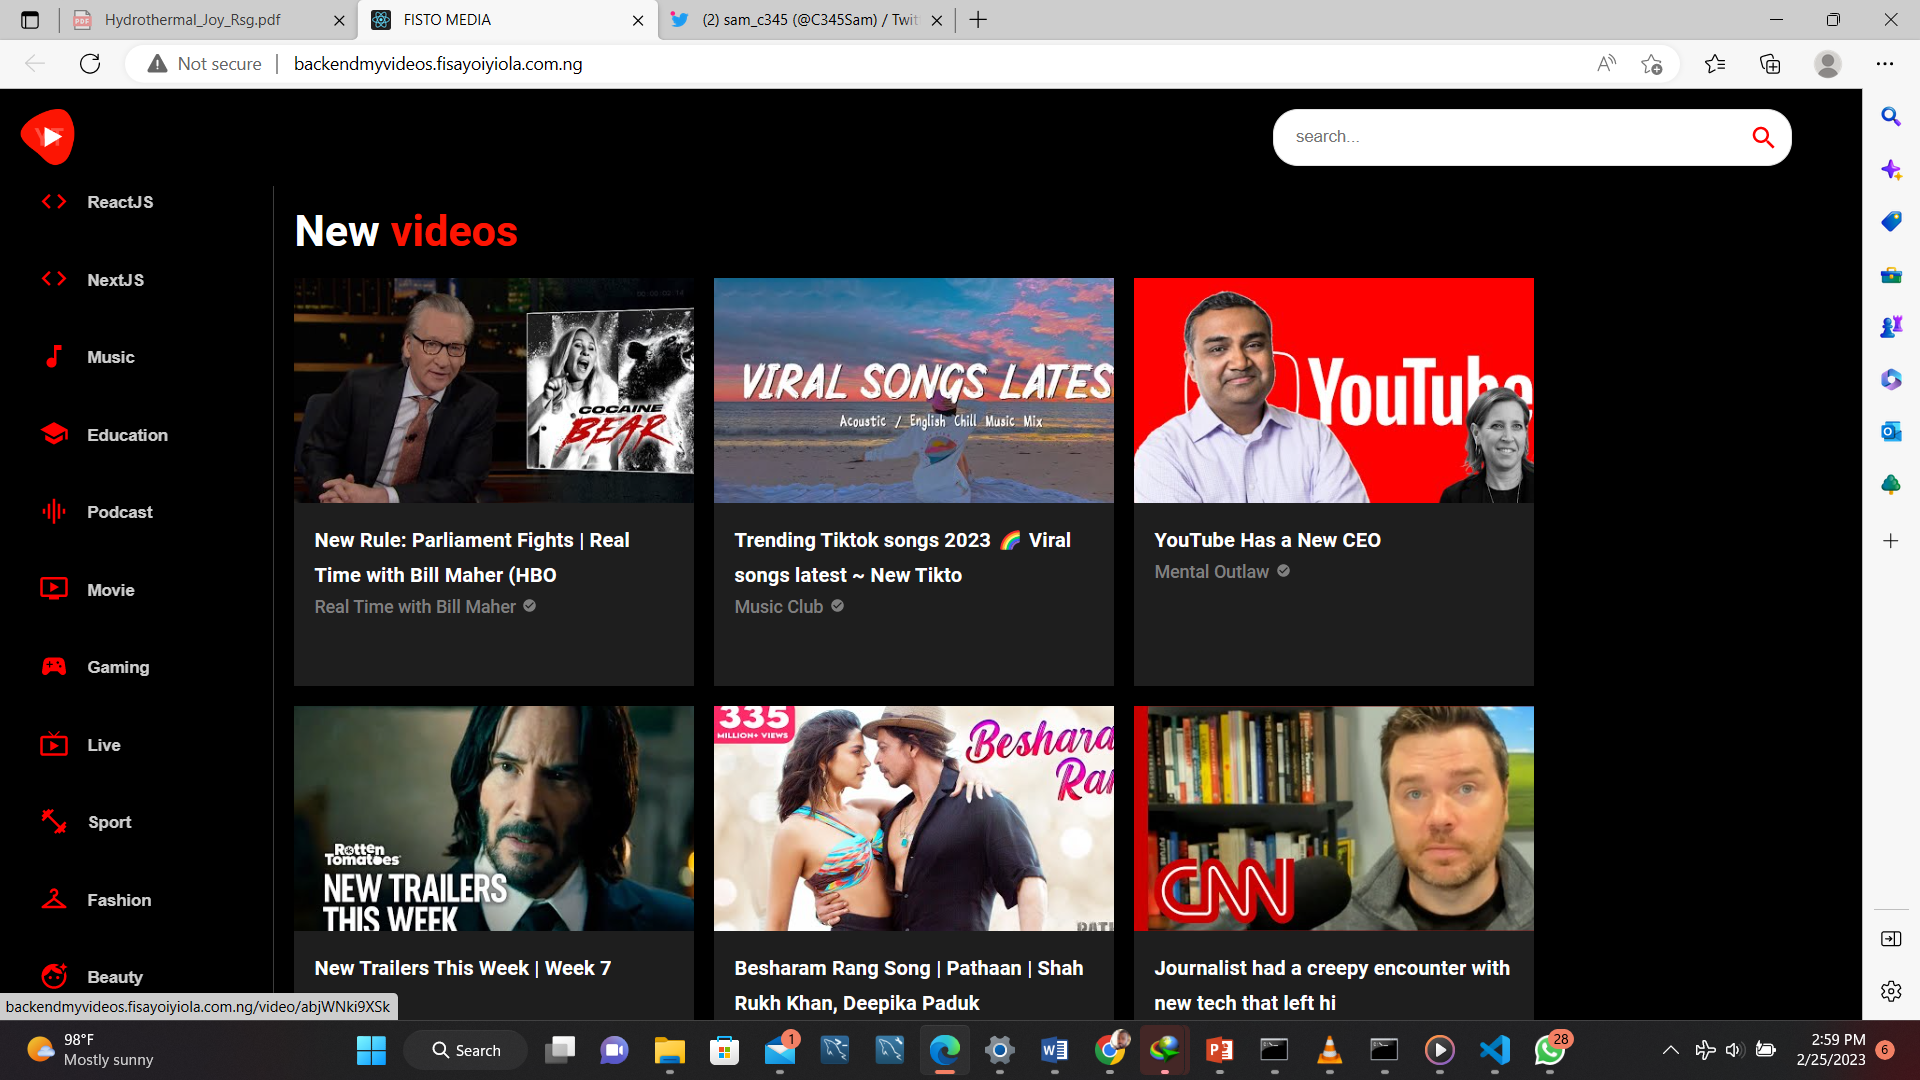 Hydrothermal_Joy_Rsg.pdf
FISTO MEDIA
(2) sam_c345 (@C345Sam) / Twit
Not secure
backendmyvideos.fisayoiyiola.com.ng
search...
ReactJS
NextJS
Music
Education
Podcast
Movie
Gaming
Live
Sport
Fashion
Beauty
New videos
COCAINE
BEAR
VIRAL SONGS LATES
Acoustic / English Chill Music Mix
YouTube
New Rule: Parliament Fights | Real
Time with Bill Maher (HBO
Real Time with Bill Maher
Trending Tiktok songs 2023 🌈 Viral
songs latest ~ New Tikto
Music Club
YouTube Has a New CEO
Mental Outlaw
Rotten
Tomatoes
NEW TRAILERS
THIS WEEK
335
MILLION+ VIEWS
Beshara
Ra
CNN
New Trailers This Week | Week 7
Besharam Rang Song | Pathaan | Shah
Rukh Khan, Deepika Paduk
Journalist had a creepy encounter with
new tech that left hi
backendmyvideos.fisayoiyiola.com.ng/video/abjWNki9XSk
98°F
Mostly sunny
Search
1
28
2:59 PM
2/25/2023
6